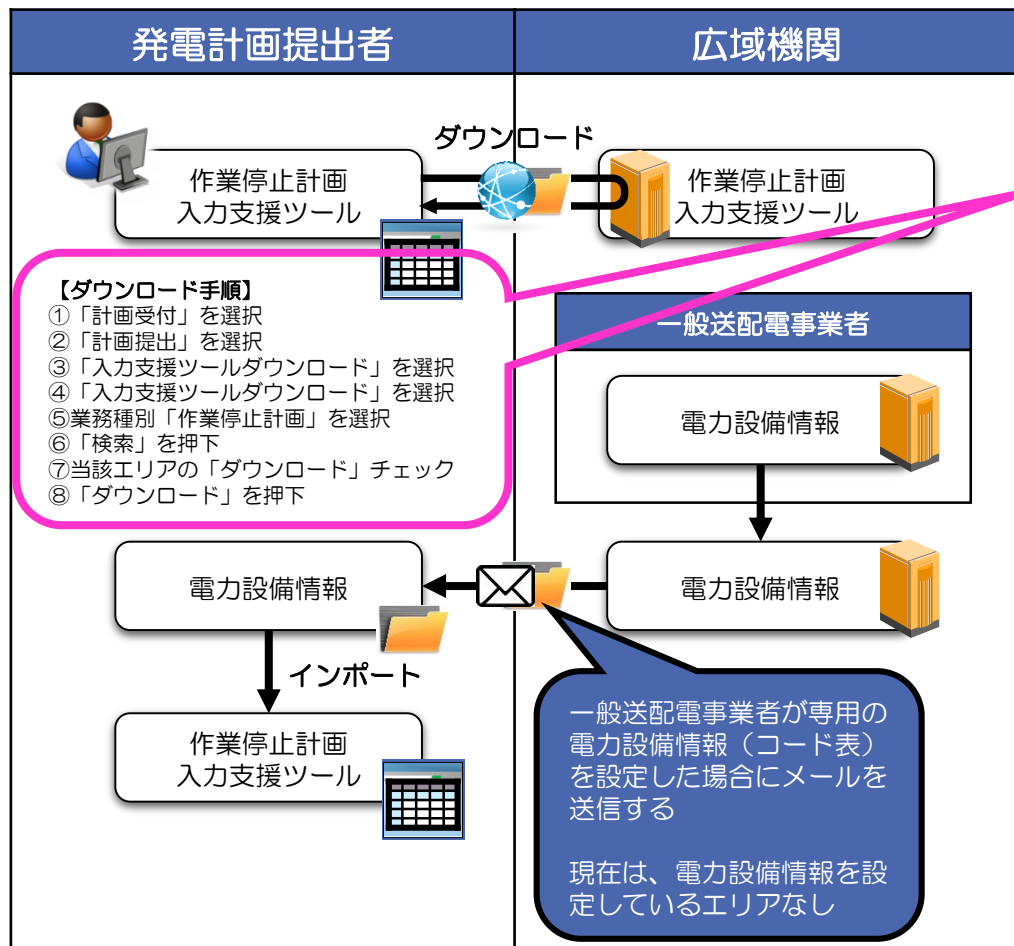 発電計画提出者
広域機関
ダウンロード
作業停止計画
入力支援ツール
作業停止計画
入力支援ツール
【ダウンロード手順】
①「計画受付」を選択
②「計画提出」を選択
③「入力支援ツールダウンロード」を選択
④「入力支援ツールダウンロード」を選択
⑤業務種別「作業停止計画」を選択
⑥「検索」を押下
⑦当該エリアの「ダウンロード」チェック
⑧「ダウンロード」を押下
一般送配電事業者
電力設備情報
電力設備情報
電力設備情報
インポート
作業停止計画
入力支援ツール
一般送配電事業者が専用の
電力設備情報（コード表）
を設定した場合にメールを
送信する
現在は、電力設備情報を設
定しているエリアなし